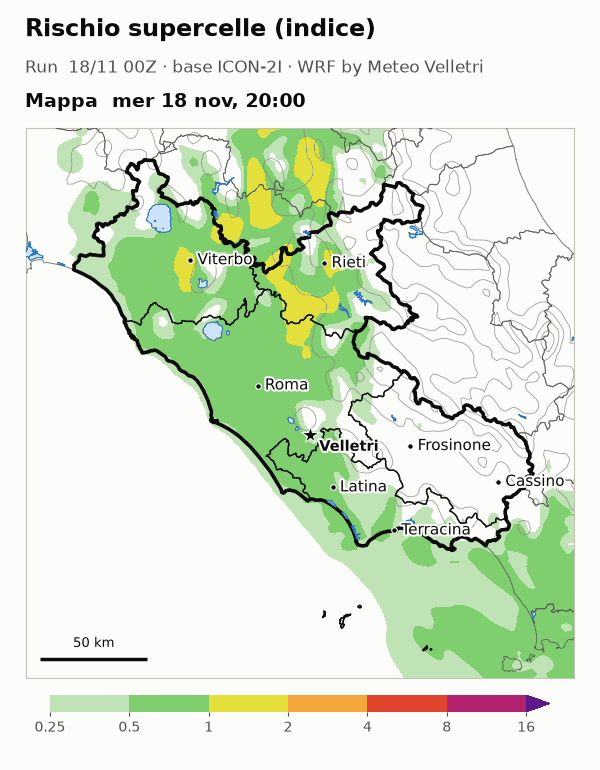 Rischio supercelle (indice)
Run  18/11 00Z · base ICON-2I · WRF by Meteo Velletri
Mappa  mer 18 nov, 20:00
Viterbo
Rieti
Roma
Velletri
Frosinone
Cassino
Latina
Terracina
50 km
0.25 0.5 1 2 4 8 16